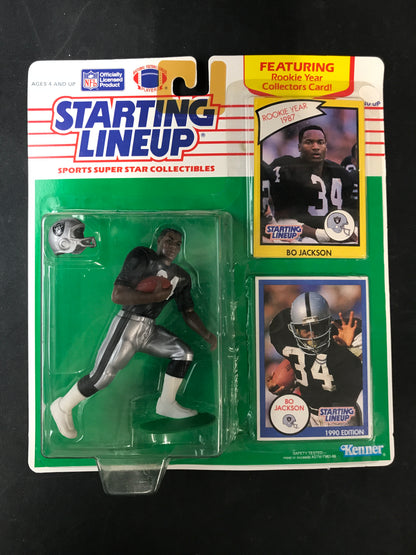 AGES 4 AND UP
NFL
Officially
Licensed
Product
PLAYERS
FEATURING
Rookie Year
Collectors Card!
STARTING
LINEUP
SPORTS SUPER STAR COLLECTIBLES
ROOKIE YEAR
1987
34
STARTING
LINEUP
BO JACKSON
34
BO
JACKSON
STARTING
LINEUP
1990 EDITION
SAFETY TESTED
Kenner